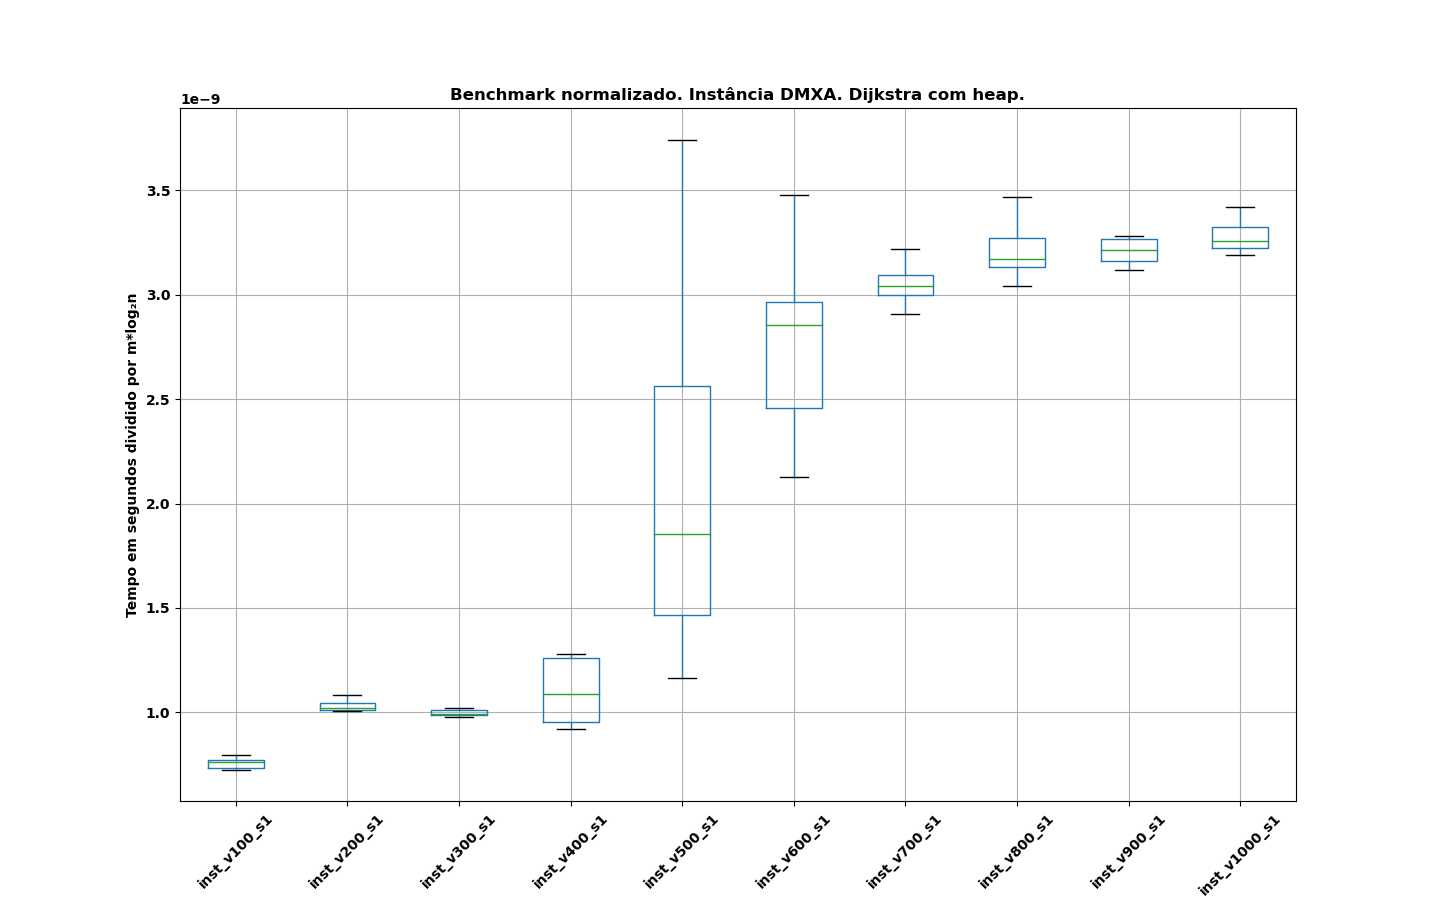 Benchmark normalizado. Instância DMXA. Dijkstra com heap.
1e−9
3.5
3.0
2.5
2.0
1.5
1.0
Tempo em segundos dividido por m*log₂n
inst_v100_s1
inst_v200_s1
inst_v300_s1
inst_v400_s1
inst_v500_s1
inst_v600_s1
inst_v700_s1
inst_v800_s1
inst_v900_s1
inst_v1000_s1